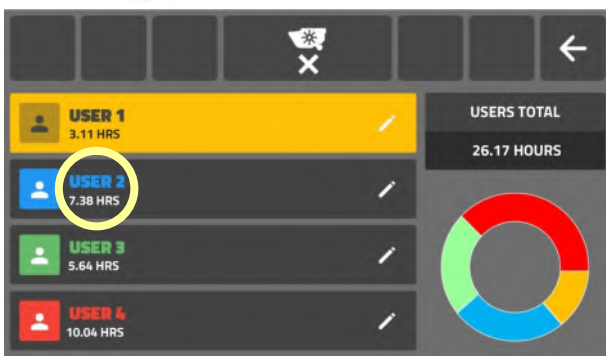 USER 1
3.11 HRS
USER 2
7.38 HRS
USER 3
5.64 HRS
USER 4
10.04 HRS
USERS TOTAL
26.17 HOURS